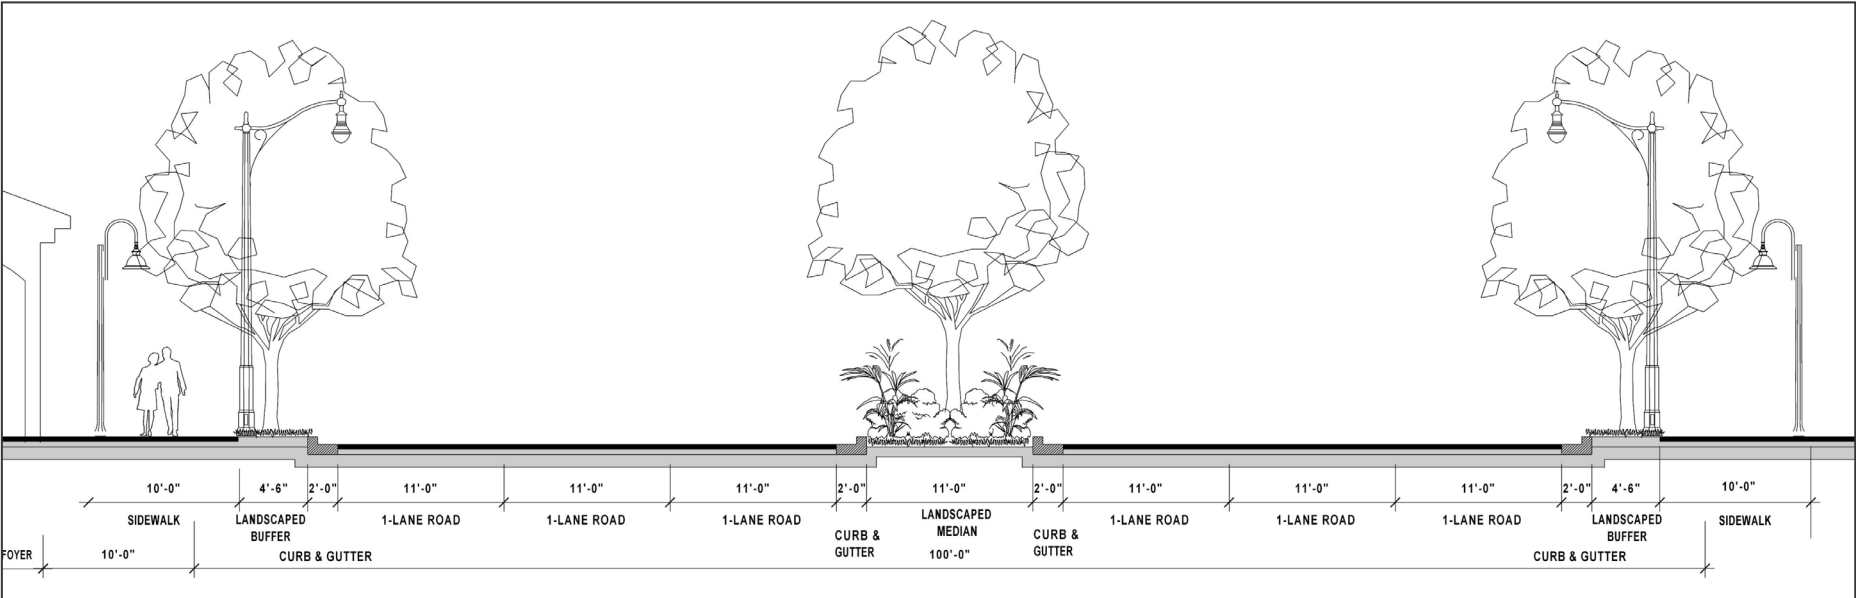 10'-0" 4'-6" 2'-0" 11'-0" 11'-0" 11'-0" 2'-0" 11'-0" 2'-0" 11'-0" 11'-0" 11'-0" 2'-0" 4'-6" 10'-0"
SIDEWALK LANDSCAPED 1-LANE ROAD 1-LANE ROAD 1-LANE ROAD LANDSCAPED 1-LANE ROAD 1-LANE ROAD 1-LANE ROAD LANDSCAPED SIDEWALK
BUFFER CURB & MEDIAN CURB & BUFFER
FOYER 10'-0" CURB & GUTTER GUTTER 100'-0" GUTTER CURB & GUTTER